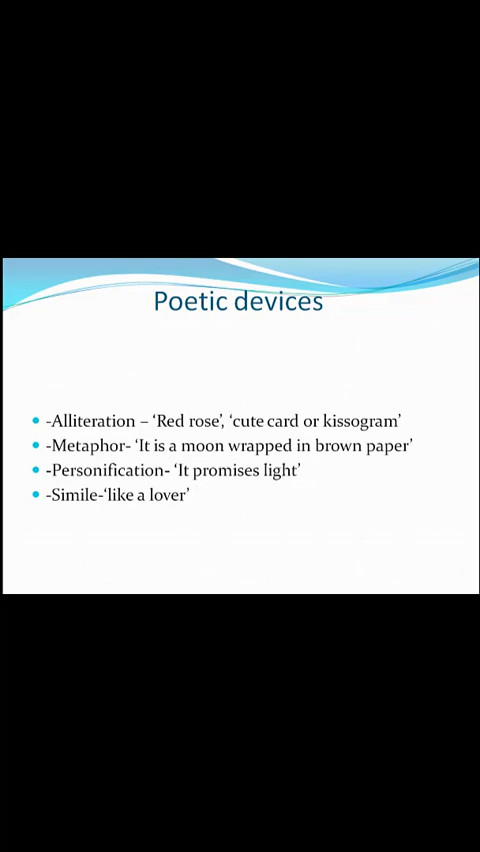 Poetic devices
-Alliteration – ‘Red rose’, ‘cute card or kissogram’
-Metaphor- ‘It is a moon wrapped in brown paper’
-Personification- ‘It promises light’
-Simile-‘like a lover’